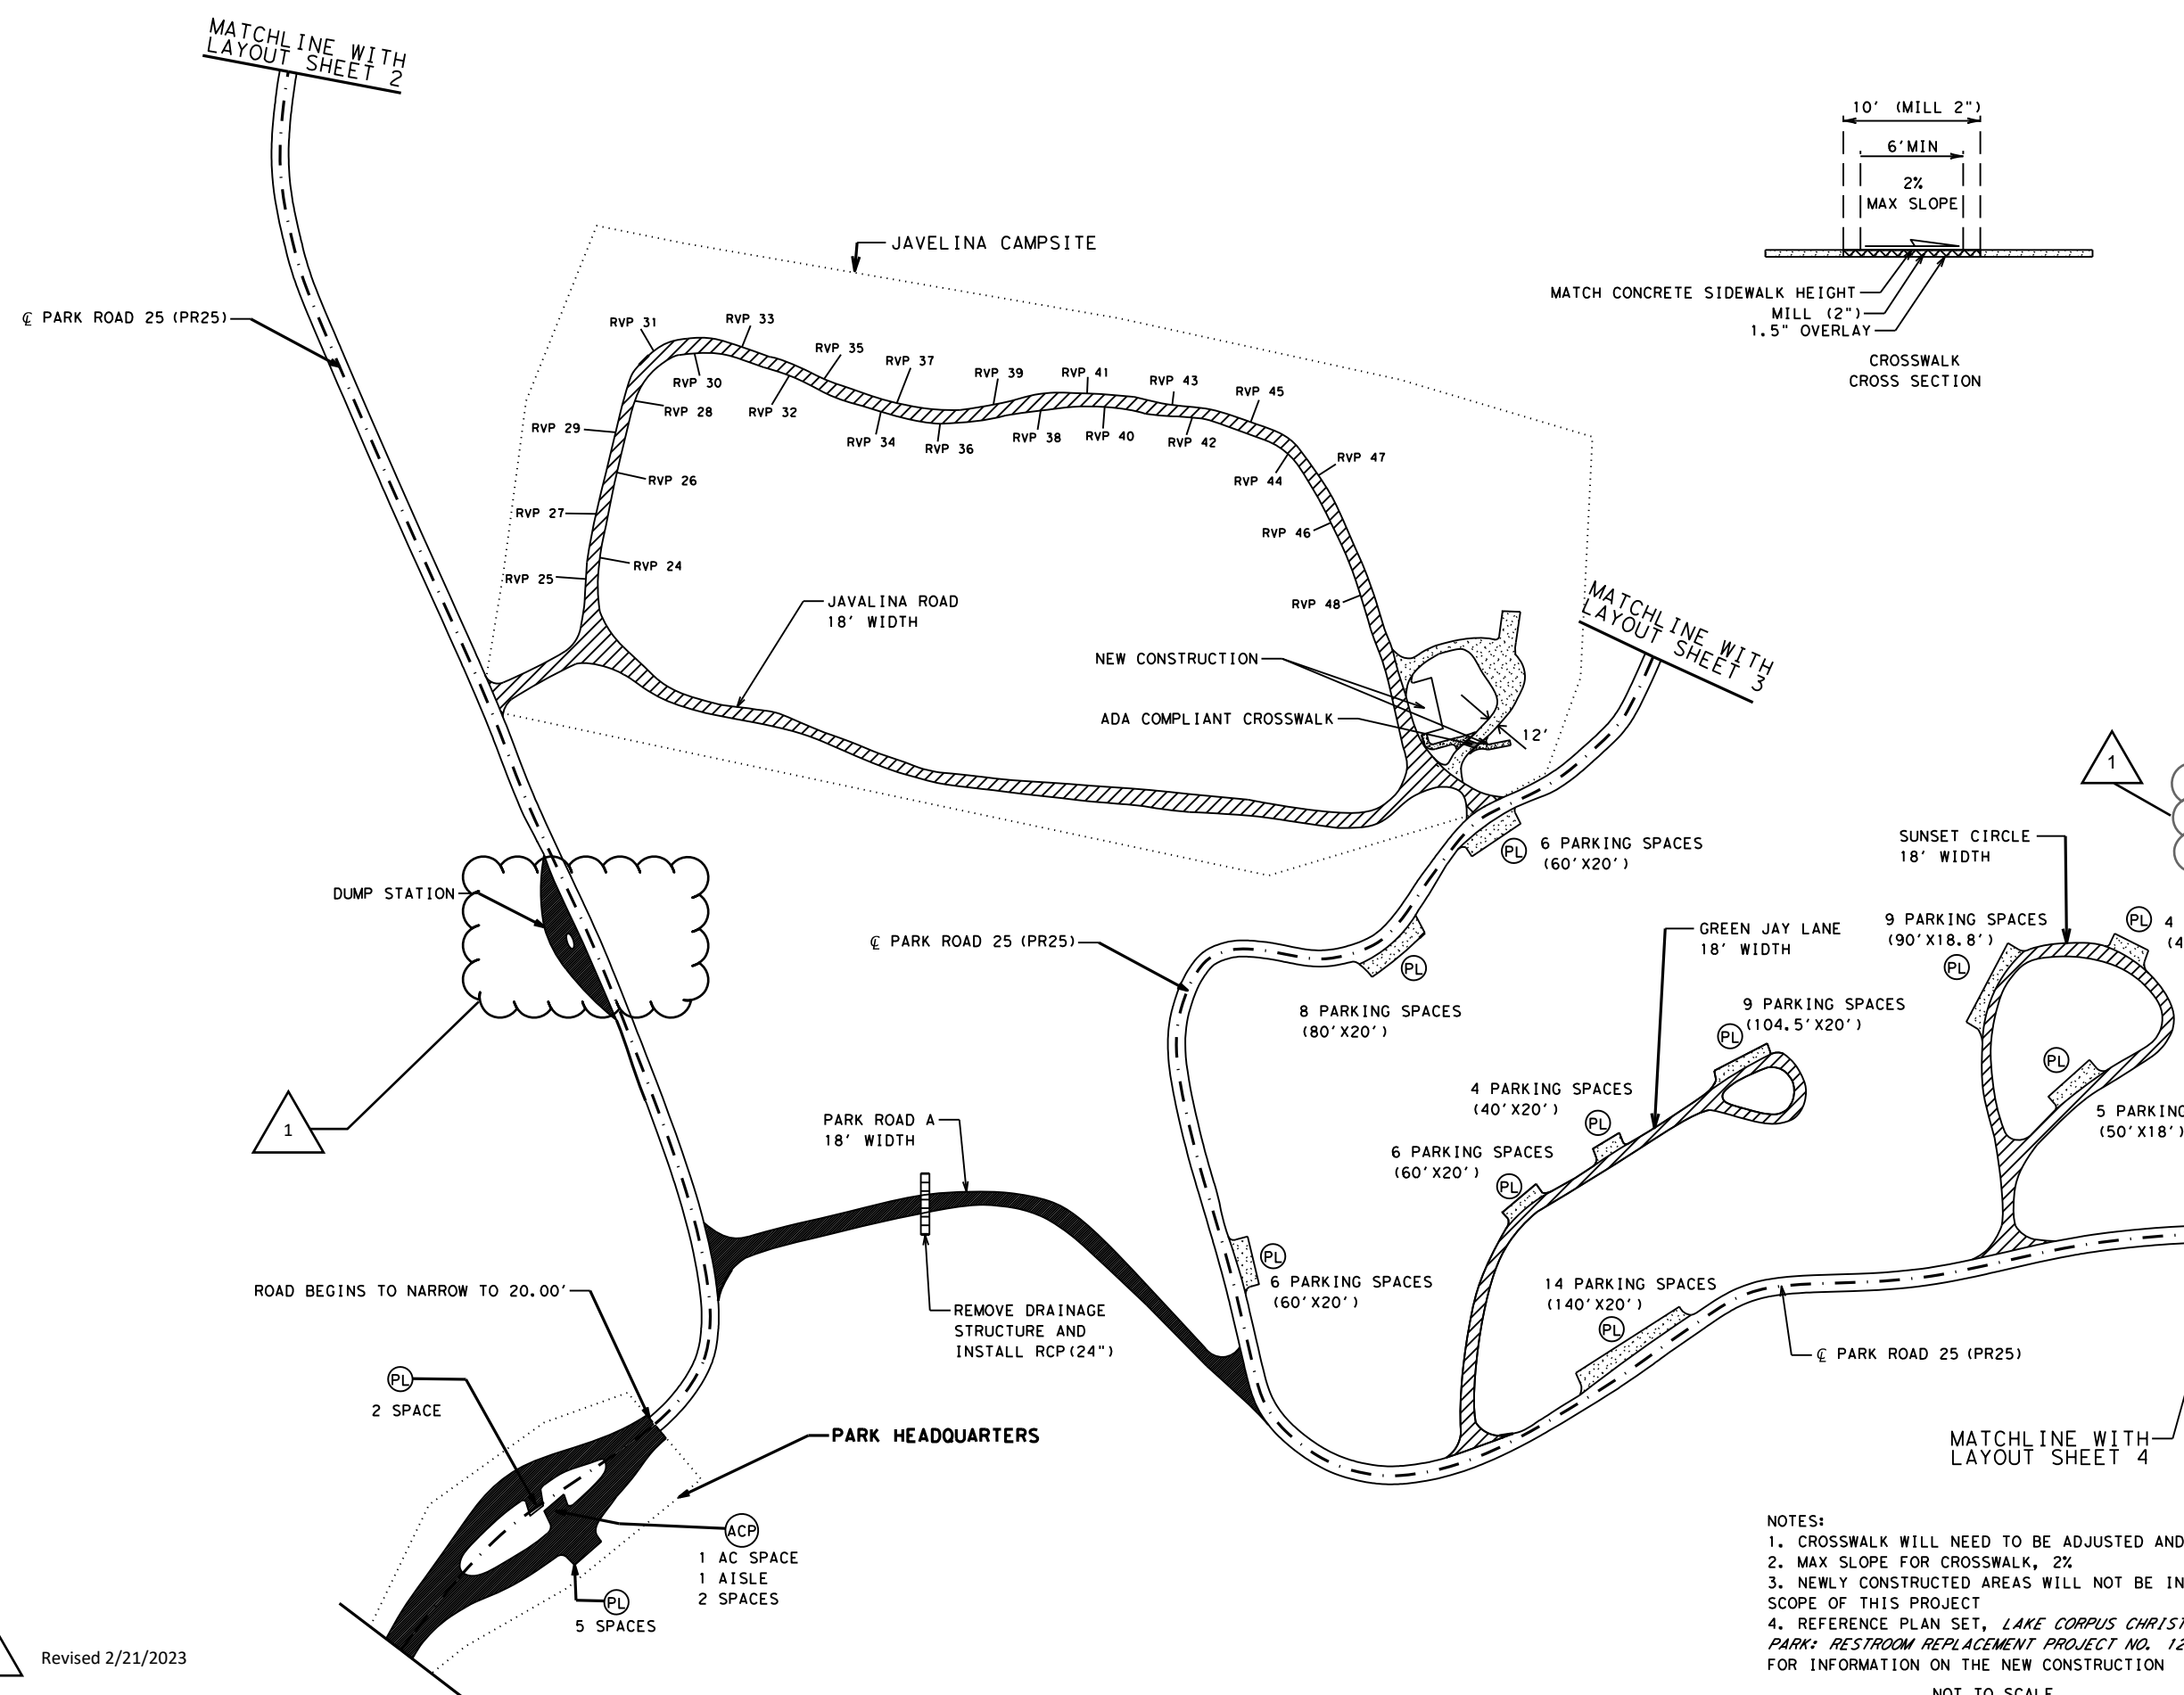 MATCHLINE WITH
LAYOUT SHEET 2
10' (MILL 2")
6'MIN
2%
MAX SLOPE
MATCH CONCRETE SIDEWALK HEIGHT
MILL (2")
1.5" OVERLAY
CROSSWALK
CROSS SECTION
JAVELINA CAMPSITE
℄ PARK ROAD 25 (PR25)
RVP 31
RVP 33
RVP 35
RVP 37
RVP 39
RVP 41
RVP 43
RVP 45
RVP 30
RVP 28
RVP 32
RVP 34
RVP 36
RVP 38
RVP 40
RVP 42
RVP 29
RVP 26
RVP 27
RVP 24
RVP 25
RVP 47
RVP 44
RVP 46
RVP 48
JAVALINA ROAD
18' WIDTH
NEW CONSTRUCTION
ADA COMPLIANT CROSSWALK
12'
MATCHLINE WITH
LAYOUT SHEET 3
1
PL
6 PARKING SPACES
(60'X20')
SUNSET CIRCLE
18' WIDTH
DUMP STATION
1
℄ PARK ROAD 25 (PR25)
PL
8 PARKING SPACES
(80'X20')
GREEN JAY LANE
18' WIDTH
9 PARKING SPACES
(90'X18.8')
PL
PL
4
(4
9 PARKING SPACES
(104.5'X20')
PL
PL
5 PARKING
(50'X18')
4 PARKING SPACES
(40'X20')
PL
6 PARKING SPACES
(60'X20')
PL
PARK ROAD A
18' WIDTH
PL
6 PARKING SPACES
(60'X20')
14 PARKING SPACES
(140'X20')
PL
℄ PARK ROAD 25 (PR25)
ROAD BEGINS TO NARROW TO 20.00'
REMOVE DRAINAGE
STRUCTURE AND
INSTALL RCP(24")
PL
2 SPACE
PARK HEADQUARTERS
ACP
1 AC SPACE
1 AISLE
2 SPACES
PL
5 SPACES
MATCHLINE WITH
LAYOUT SHEET 4
NOTES:
1. CROSSWALK WILL NEED TO BE ADJUSTED AND
2. MAX SLOPE FOR CROSSWALK, 2%
3. NEWLY CONSTRUCTED AREAS WILL NOT BE IN
SCOPE OF THIS PROJECT
4. REFERENCE PLAN SET, LAKE CORPUS CHRIST
PARK: RESTROOM REPLACEMENT PROJECT NO. 12
FOR INFORMATION ON THE NEW CONSTRUCTION
NOT TO SCALE
Revised 2/21/2023